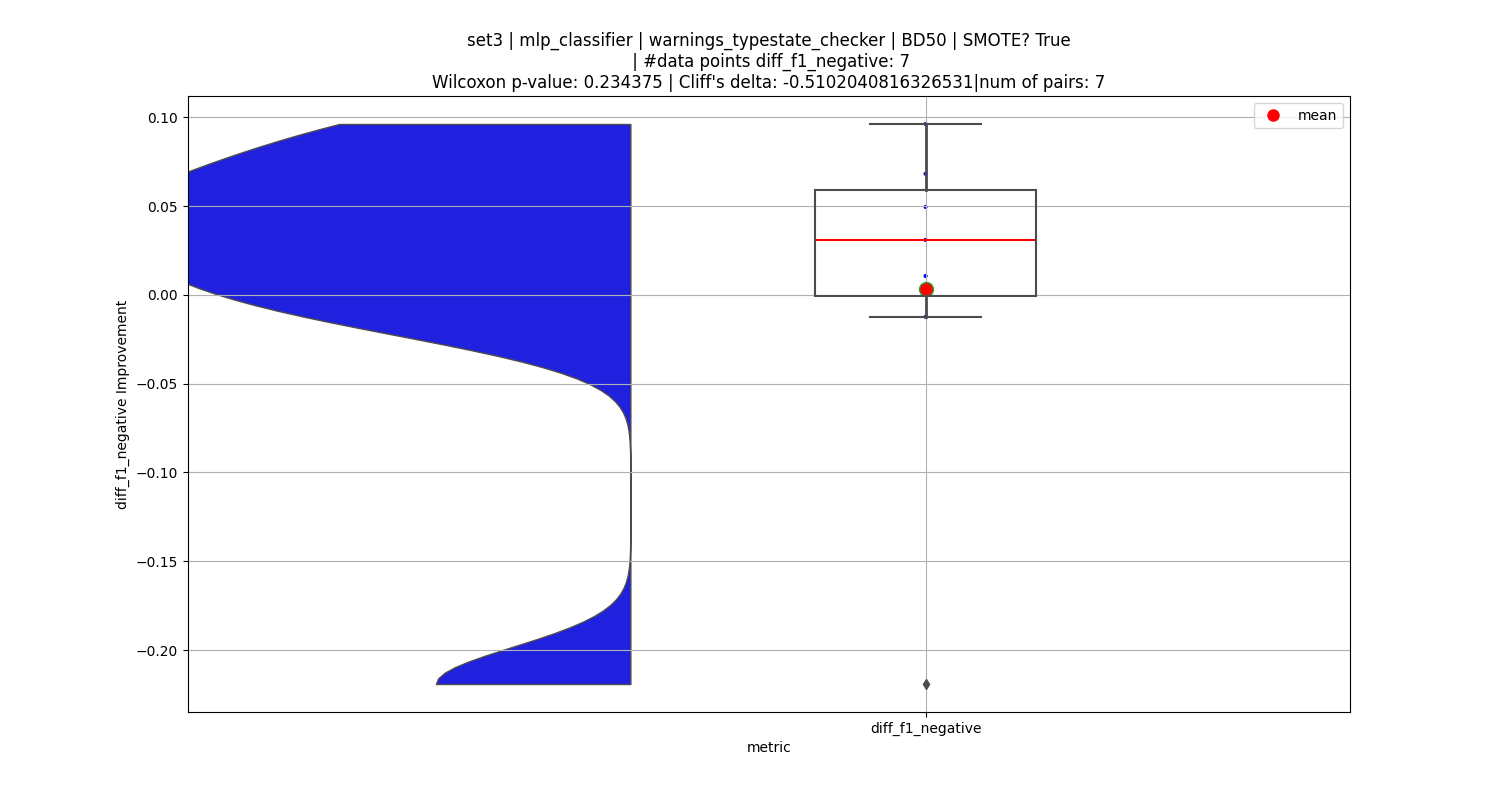 set3 | mlp_classifier | warnings_typestate_checker | BD50 | SMOTE? True
| #data points diff_f1_negative: 7
Wilcoxon p-value: 0.234375 | Cliff's delta: -0.5102040816326531|num of pairs: 7
mean
0.10
0.05
0.00
−0.05
−0.10
−0.15
−0.20
diff_f1_negative Improvement
diff_f1_negative
metric